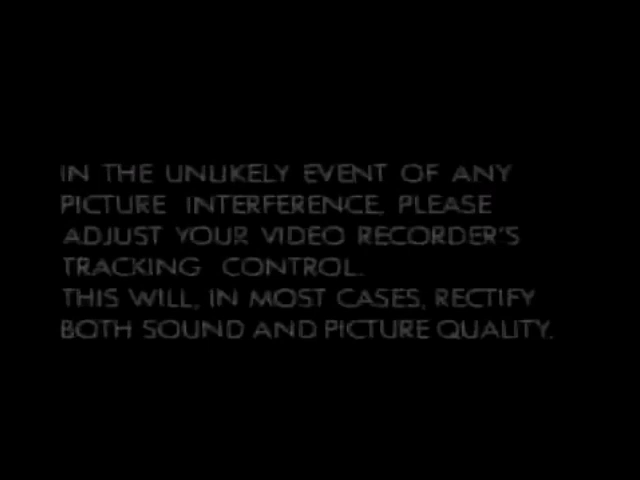 IN THE UNLIKELY EVENT OF ANY
PICTURE INTERFERENCE, PLEASE
ADJUST YOUR VIDEO RECORDER'S
TRACKING CONTROL.
THIS WILL, IN MOST CASES, RECTIFY
BOTH SOUND AND PICTURE QUALITY.